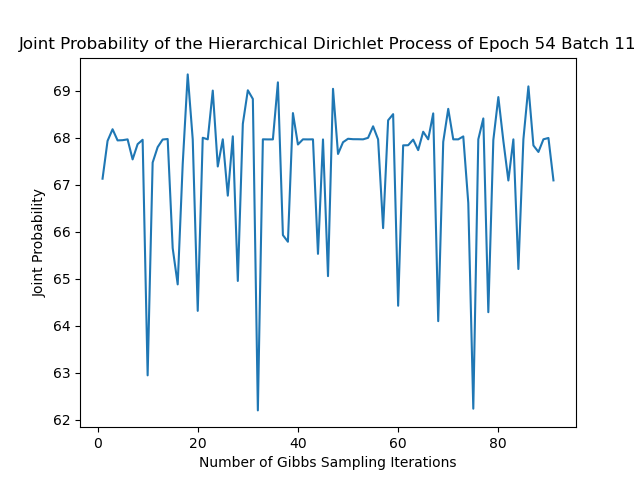 Joint Probability of the Hierarchical Dirichlet Process of Epoch 54 Batch 11
69
68
67
66
65
64
63
62
Joint Probability
0 20 40 60 80
Number of Gibbs Sampling Iterations